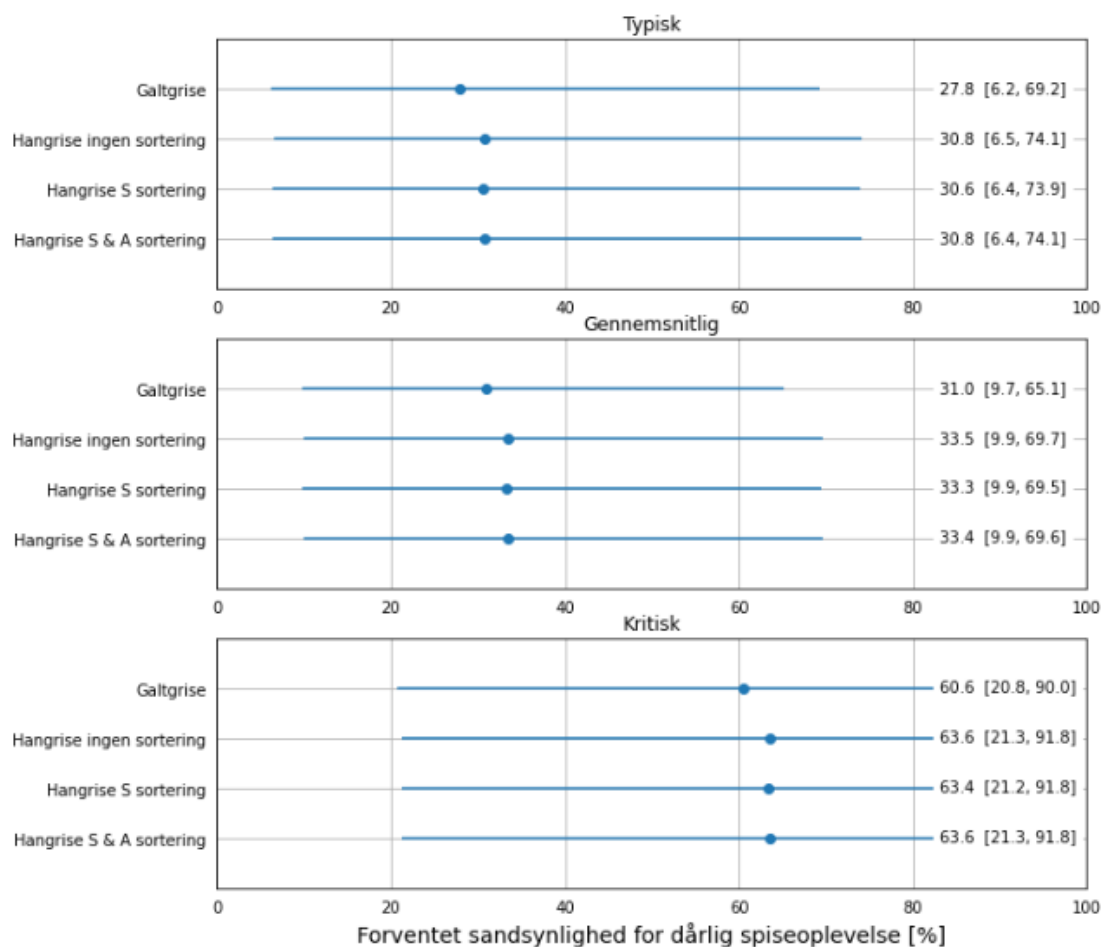 Typisk
Galtgrise 27.8 [6.2, 69.2]
Hangrise ingen sortering 30.8 [6.5, 74.1]
Hangrise S sortering 30.6 [6.4, 73.9]
Hangrise S & A sortering 30.8 [6.4, 74.1]
0 20 40 60 80 100
Gennemsnitlig
Galtgrise 31.0 [9.7, 65.1]
Hangrise ingen sortering 33.5 [9.9, 69.7]
Hangrise S sortering 33.3 [9.9, 69.5]
Hangrise S & A sortering 33.4 [9.9, 69.6]
0 20 40 60 80 100
Kritisk
Galtgrise 60.6 [20.8, 90.0]
Hangrise ingen sortering 63.6 [21.3, 91.8]
Hangrise S sortering 63.4 [21.2, 91.8]
Hangrise S & A sortering 63.6 [21.3, 91.8]
0 20 40 60 80 100
Forventet sandsynlighed for dårlig spiseoplevelse [%]